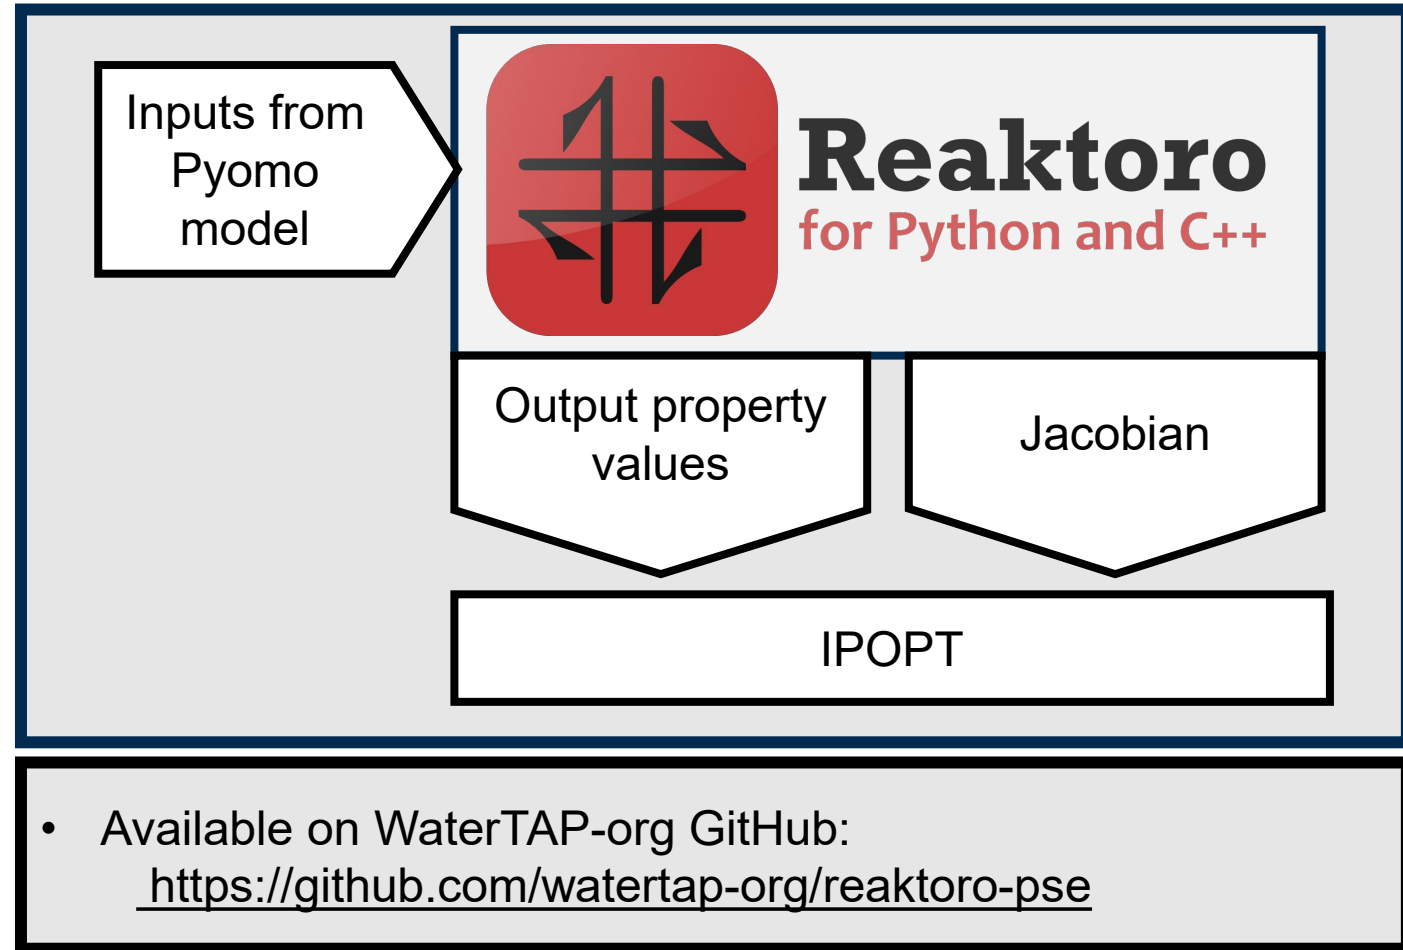 Inputs from
Pyomo
model
Reaktoro
for Python and C++
Output property
values
Jacobian
IPOPT
• Available on WaterTAP-org GitHub:
https://github.com/watertap-org/reaktoro-pse